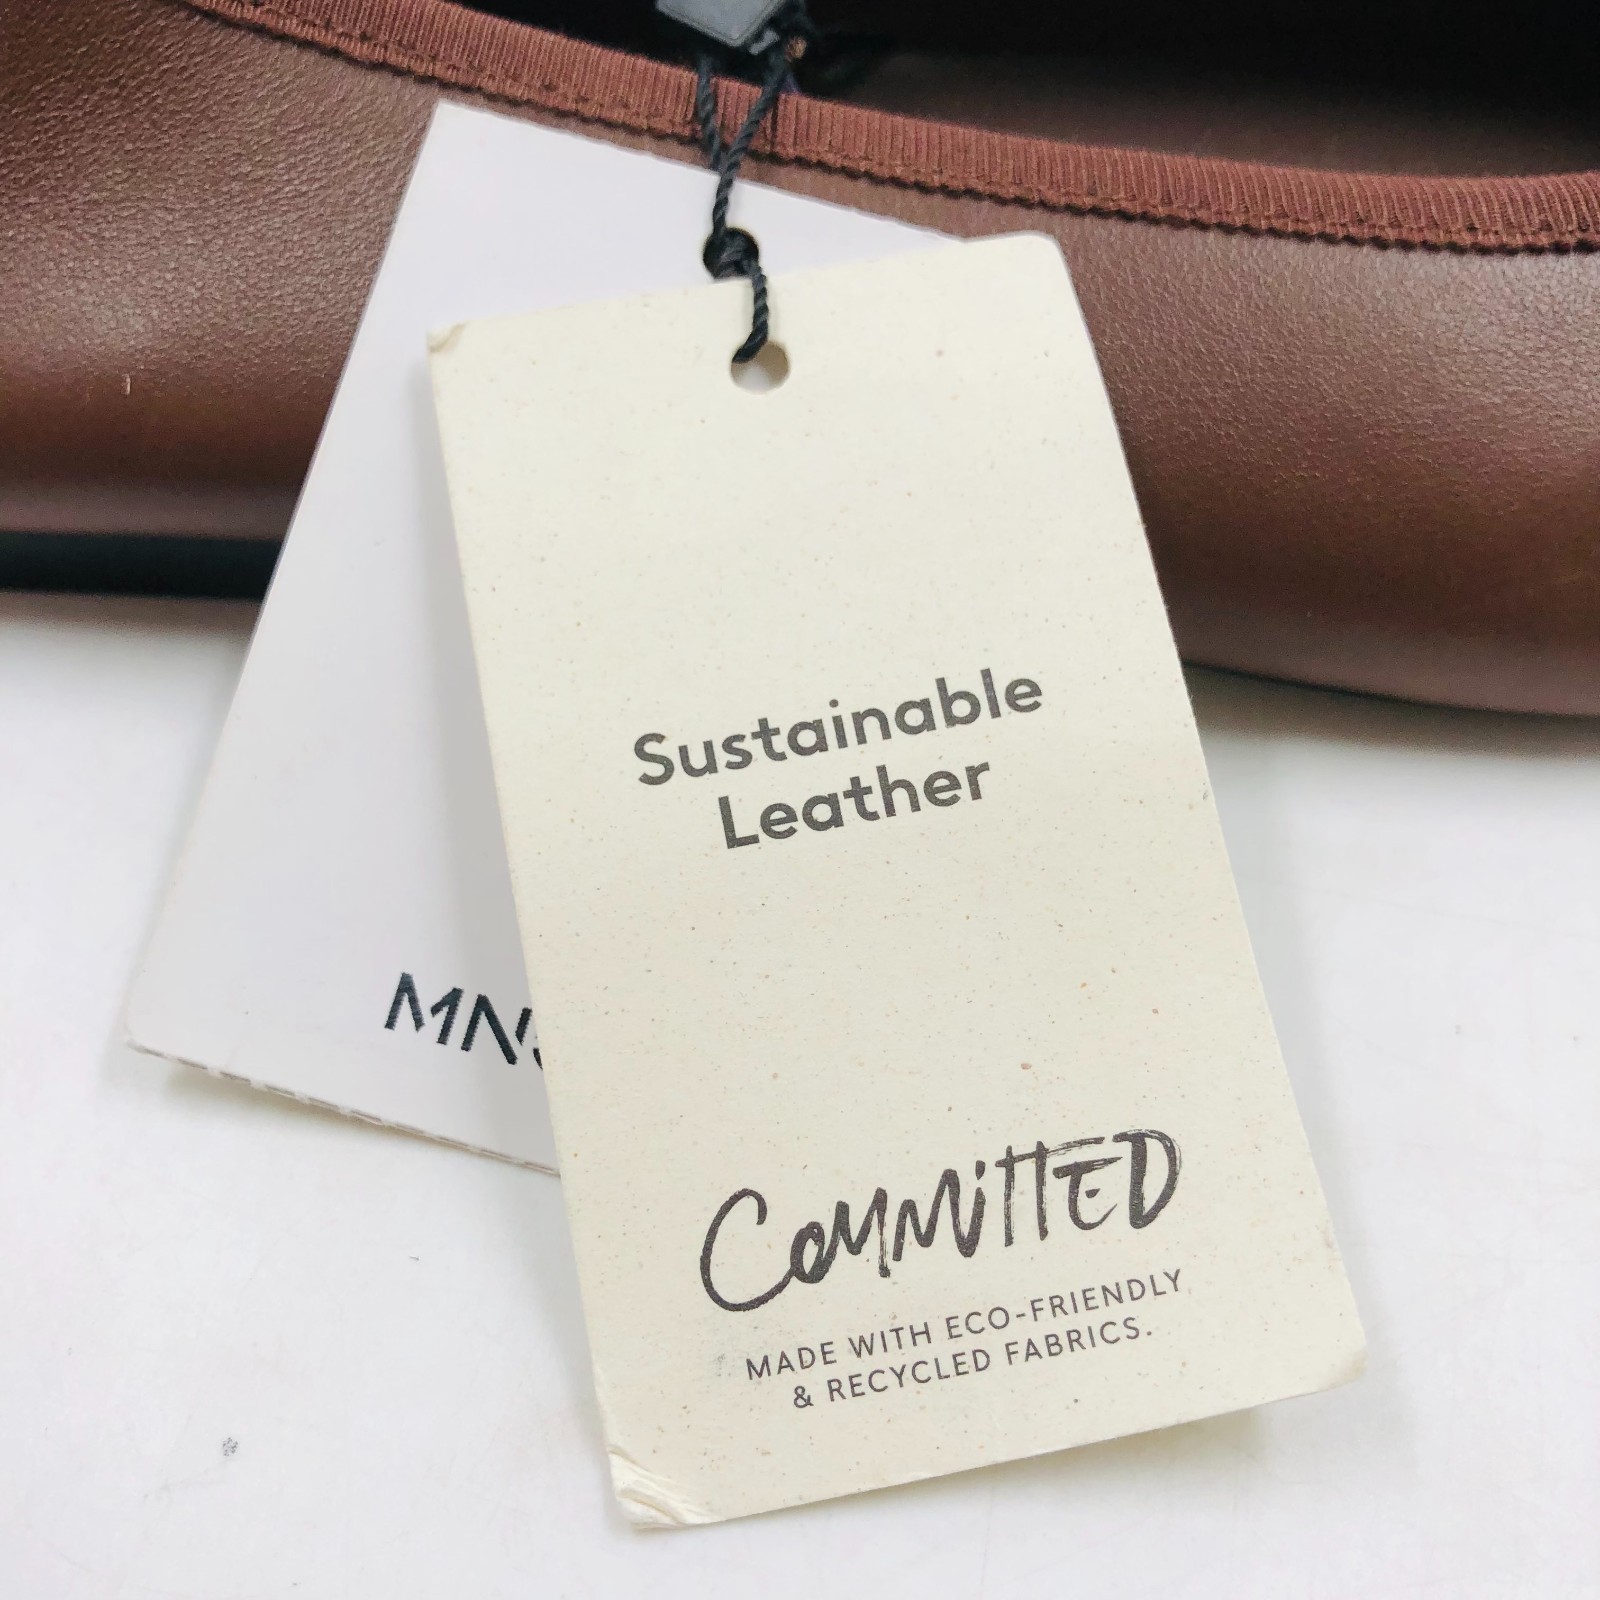 Sustainable
Leather
COMMITTED
MADE WITH ECO-FRIENDLY
& RECYCLED FABRICS.